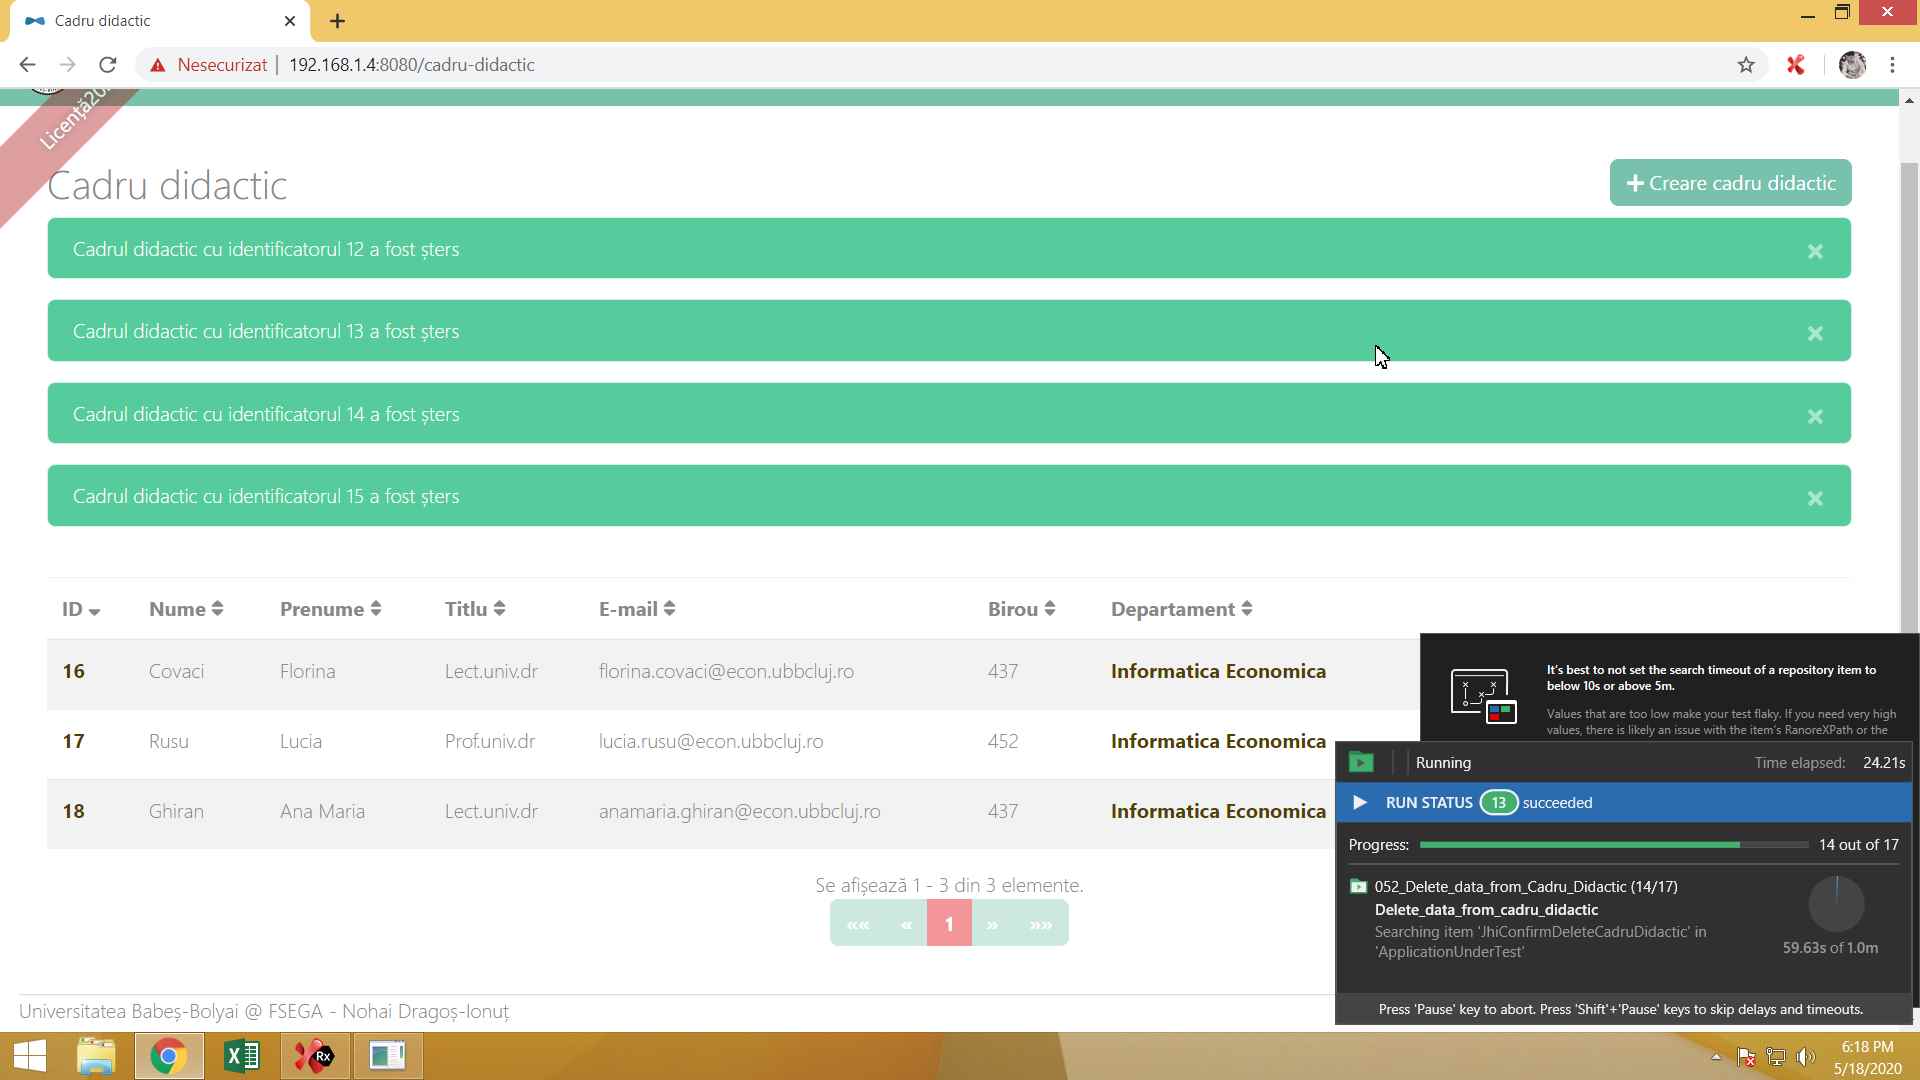 Cadru didactic
Nesecurizat 192.168.1.4:8080/cadru-didactic
Cadru didactic
Creare cadru didactic
Cadrul didactic cu identificatorul 12 a fost șters
Cadrul didactic cu identificatorul 13 a fost șters
Cadrul didactic cu identificatorul 14 a fost șters
Cadrul didactic cu identificatorul 15 a fost șters
ID Nume Prenume Titlu E-mail Birou Departament
16 Covaci Florina Lect.univ.dr florina.covaci@econ.ubbcluj.ro 437 Informatica Economica
17 Rusu Lucia Prof.univ.dr lucia.rusu@econ.ubbcluj.ro 452 Informatica Economica
18 Ghiran Ana Maria Lect.univ.dr anamaria.ghiran@econ.ubbcluj.ro 437 Informatica Economica
Se afișează 1 - 3 din 3 elemente.
«« « 1 » »»
Universitatea Babeș-Bolyai @ FSEGA - Nohai Dragoș-Ionuț
It's best to not set the search timeout of a repository item to
below 10s or above 5m.
Values that are too low make your test flaky. If you need very high
values, there is likely an issue with the item's RanoreXPath or the
Running Time elapsed: 24.21s
RUN STATUS 13 succeeded
Progress: 14 out of 17
052_Delete_data_from_Cadru_Didactic (14/17)
Delete_data_from_cadru_didactic
Searching item 'JhiConfirmDeleteCadruDidactic' in
'ApplicationUnderTest'
59.63s of 1.0m
Press 'Pause' key to abort. Press 'Shift'+'Pause' keys to skip delays and timeouts.
Rx
6:18 PM
5/18/2020